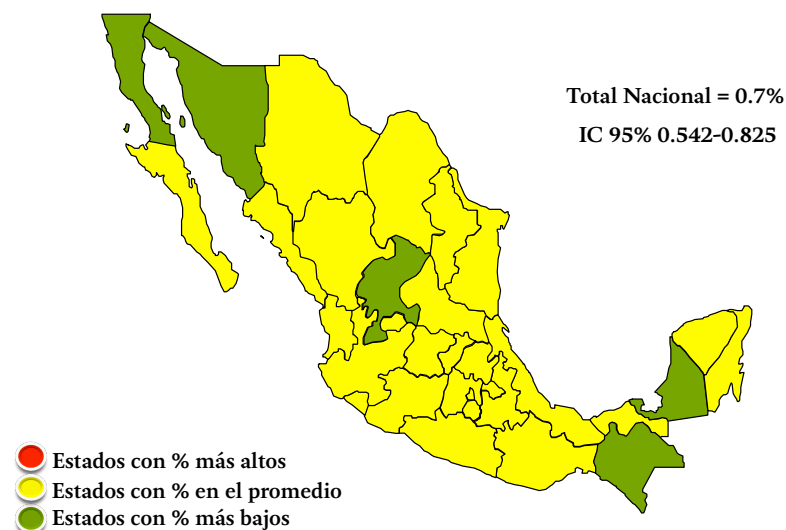 Total Nacional = 0.7%
IC 95% 0.542-0.825
Estados con % más altos
Estados con % en el promedio
Estados con % más bajos